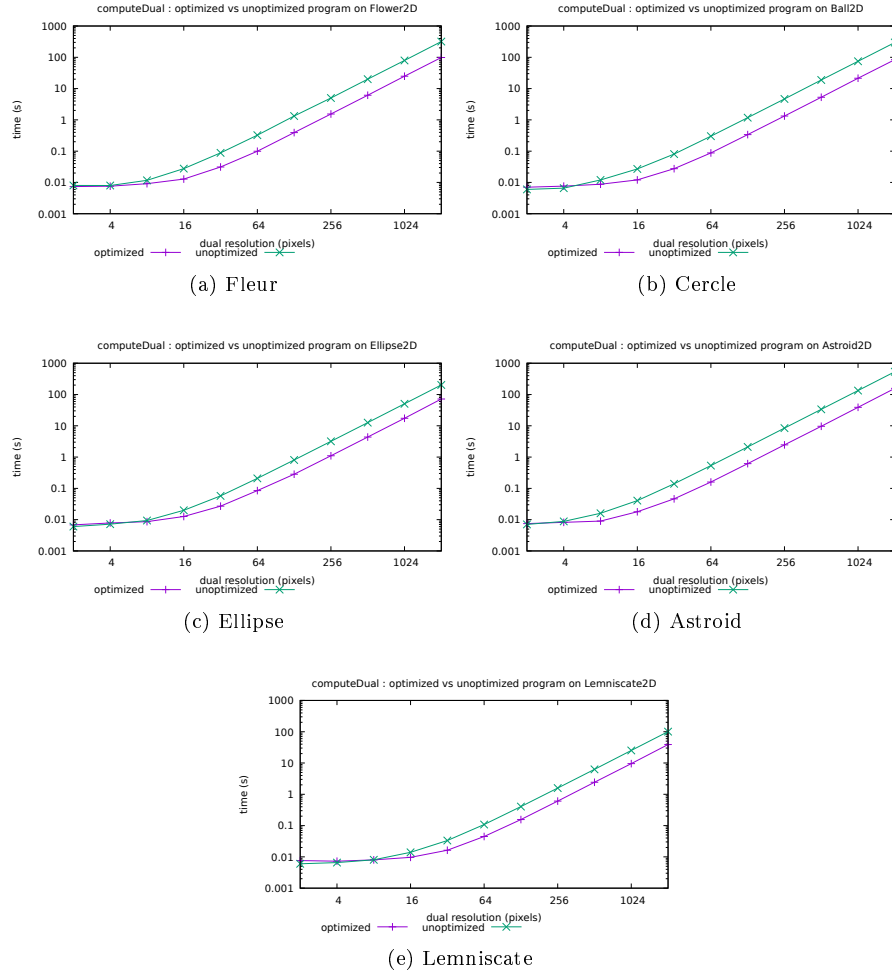 computeDual : optimized vs unoptimized program on Flower2D
1000
100
10
1
0.1
0.01
0.001
time (s)
4 16 64 256 1024
dual resolution (pixels)
optimized unoptimized
(a) Fleur
computeDual : optimized vs unoptimized program on Ball2D
1000
100
10
1
0.1
0.01
0.001
time (s)
4 16 64 256 1024
dual resolution (pixels)
optimized unoptimized
(b) Cercle
computeDual : optimized vs unoptimized program on Ellipse2D
1000
100
10
1
0.1
0.01
0.001
time (s)
4 16 64 256 1024
dual resolution (pixels)
optimized unoptimized
(c) Ellipse
computeDual : optimized vs unoptimized program on Astroid2D
1000
100
10
1
0.1
0.01
0.001
time (s)
4 16 64 256 1024
dual resolution (pixels)
optimized unoptimized
(d) Astroid
computeDual : optimized vs unoptimized program on Lemniscate2D
1000
100
10
1
0.1
0.01
0.001
time (s)
4 16 64 256 1024
dual resolution (pixels)
optimized unoptimized
(e) Lemniscate